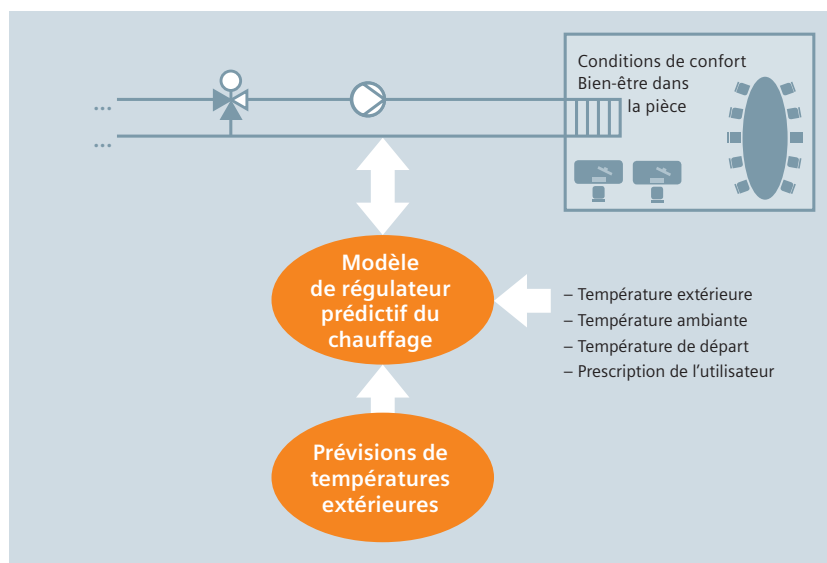 Conditions de confort
Bien-être dans
la pièce
...
...
Modèle
de régulateur
prédictif du
chauffage
– Température extérieure
– Température ambiante
– Température de départ
– Prescription de l’utilisateur
Prévisions de
températures
extérieures